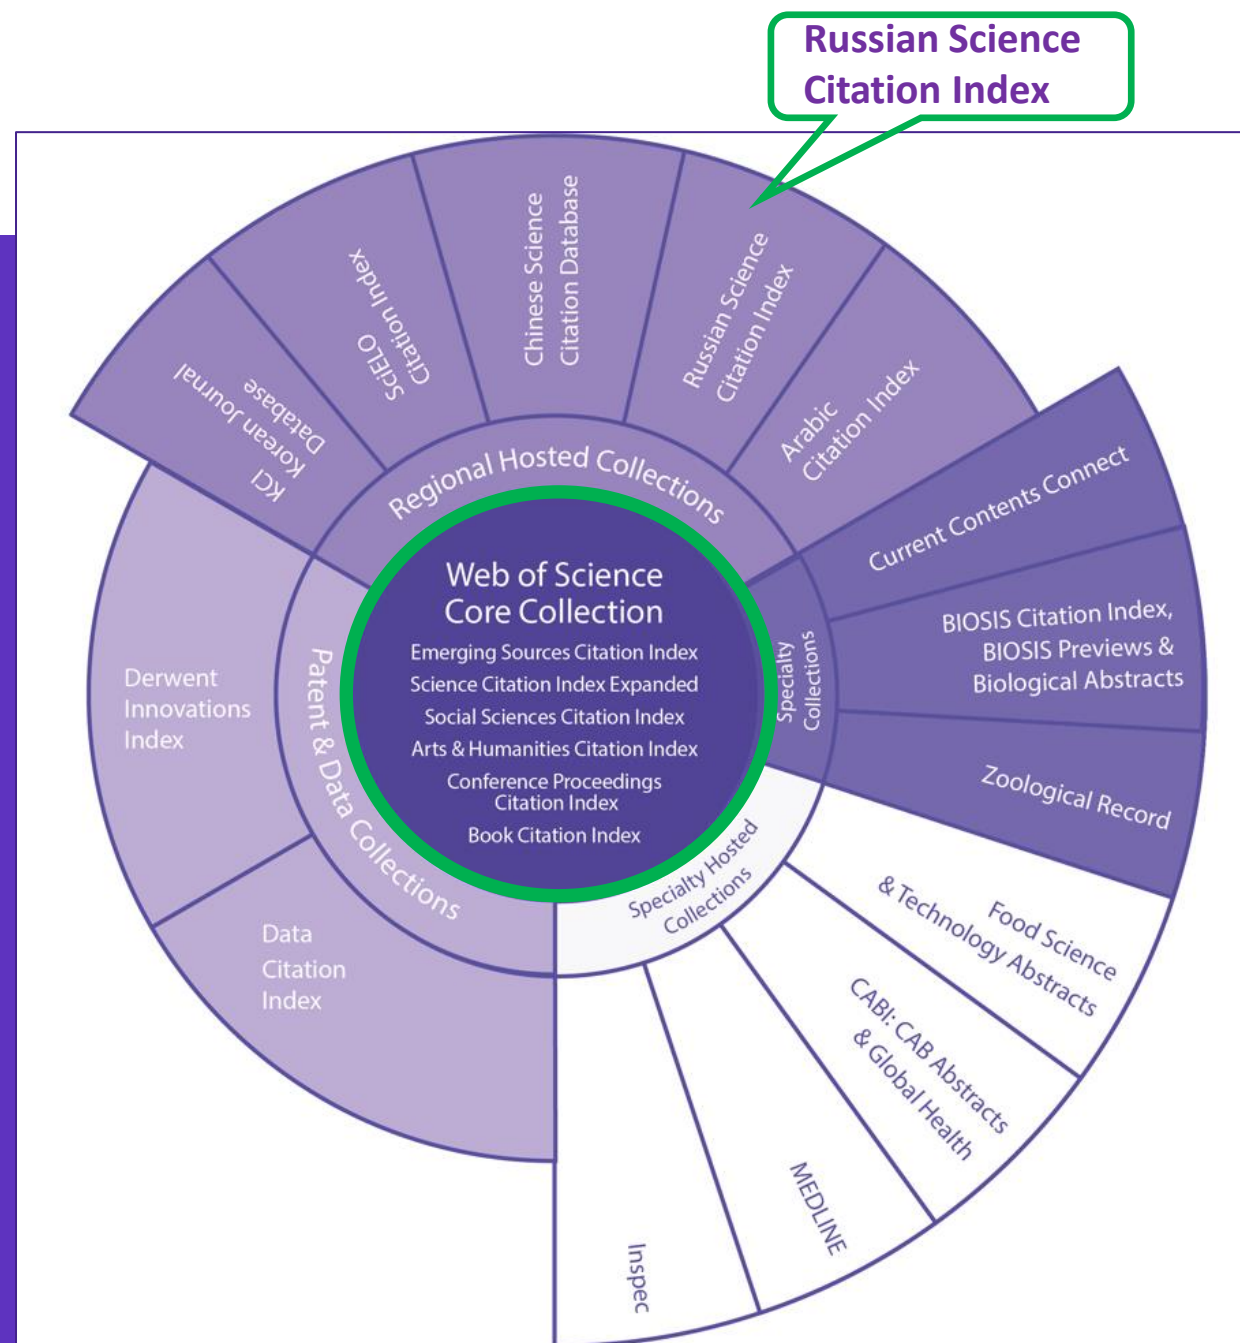 Russian Science
Citation Index
KCI
Korean Journal
Database
SciELO
Citation Index
Chinese Science
Citation Database
Russian Science
Citation Index
Arabic
Citation Index
Regional Hosted Collections
Current Contents Connect
BIOSIS Citation Index,
BIOSIS Previews &
Biological Abstracts
Zoological Record
Specialty
Collections
Web of Science
Core Collection
Emerging Sources Citation Index
Science Citation Index Expanded
Social Sciences Citation Index
Arts & Humanities Citation Index
Conference Proceedings
Citation Index
Book Citation Index
Patent & Data Collections
Derwent
Innovations
Index
Data
Citation
Index
Specialty Hosted
Collections
Food Science
& Technology Abstracts
CABI: CAB Abstracts
& Global Health
MEDLINE
Inspec